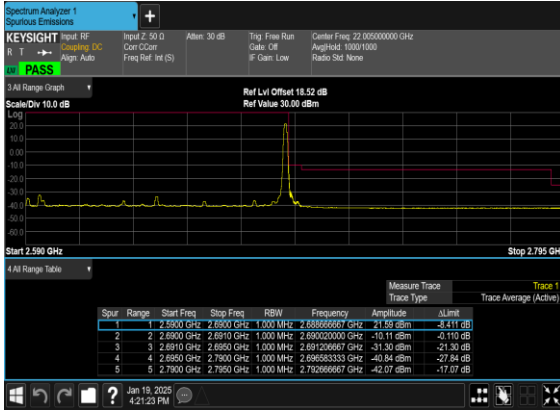 Spectrum Analyzer 1
Spurious Emissions
+
KEYSIGHT Input: RF Input Z: 50 Ω Atten: 30 dB Trig: Free Run Center Freq: 22.005000000 GHz
R T Coupling: DC Corr CCorr Gate: Off Avg|Hold: 1000/1000
Align: Auto Freq Ref: Int (S) IF Gain: Low Radio Std: None
PASS
3 All Range Graph
Ref Lvl Offset 18.52 dB
Scale/Div 10.0 dB Ref Value 30.00 dBm
Log
20.0
10.0
0.00
-10.0
-20.0
-30.0
-40.0
-50.0
-60.0
Start 2.590 GHz Stop 2.795 GH
4 All Range Table
Measure Trace Trace 1
Trace Type Trace Average (Active)
Spur Range Start Freq Stop Freq RBW Frequency Amplitude ΔLimit
1 1 2.5900 GHz 2.6900 GHz 1.000 MHz 2.688666667 GHz 21.59 dBm -8.411 dB
2 2 2.6900 GHz 2.6910 GHz 1.000 MHz 2.690020000 GHz -10.11 dBm -0.110 dB
3 3 2.6910 GHz 2.6950 GHz 1.000 MHz 2.691206667 GHz -31.30 dBm -21.30 dB
4 4 2.6950 GHz 2.7900 GHz 1.000 MHz 2.696583333 GHz -40.84 dBm -27.84 dB
5 5 2.7900 GHz 2.7950 GHz 1.000 MHz 2.792666667 GHz -42.07 dBm -17.07 dB
?
Jan 19, 2025
4:21:23 PM